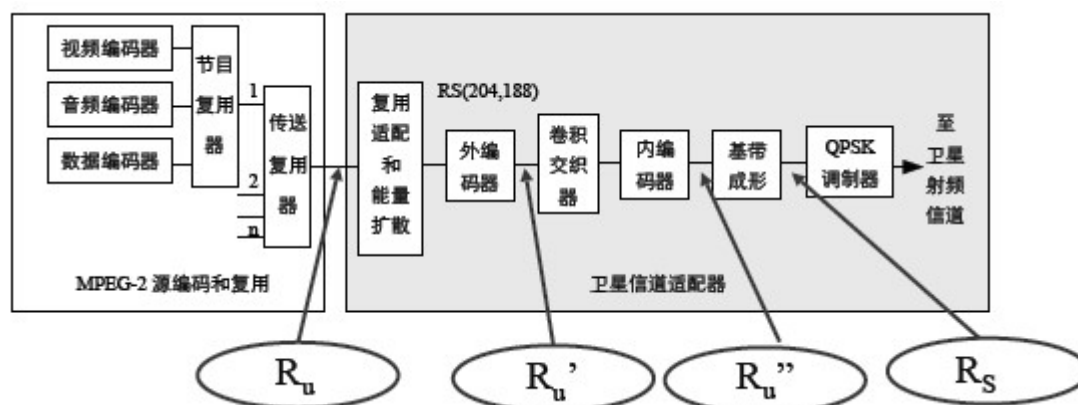 视频编码器
音频编码器
数据编码器
节目
复用
器
1
2
n
传送
复用
器
MPEG-2 源编码和复用
复用
适配
和
能量
扩散
RS(204,188)
外编
码器
卷积
交织
器
内编
码器
基带
成形
QPSK
调制器
至
卫星
射频
信道
卫星信道适配器
Ru
Ru’
Ru’’
RS